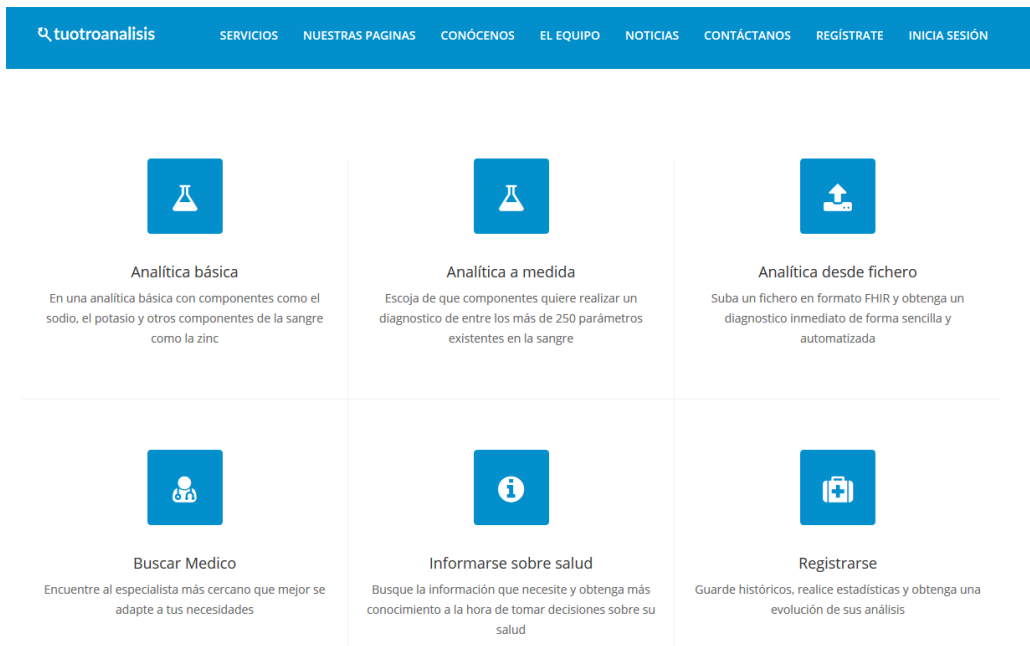 tuotroanalisis
SERVICIOS
NUESTRAS PAGINAS
CONÓCENOS
EL EQUIPO
NOTICIAS
CONTÁCTANOS
REGÍSTRATE
INICIA SESIÓN
Analítica básica
En una analítica básica con componentes como el
sodio, el potasio y otros componentes de la sangre
como la zinc
Analítica a medida
Escoja de que componentes quiere realizar un
diagnostico de entre los más de 250 parámetros
existentes en la sangre
Analítica desde fichero
Suba un fichero en formato FHIR y obtenga un
diagnostico inmediato de forma sencilla y
automatizada
Buscar Medico
Encuentre al especialista más cercano que mejor se
adapte a tus necesidades
Informarse sobre salud
Busque la información que necesite y obtenga más
conocimiento a la hora de tomar decisiones sobre su
salud
Registrarse
Guarde históricos, realice estadísticas y obtenga una
evolución de sus análisis